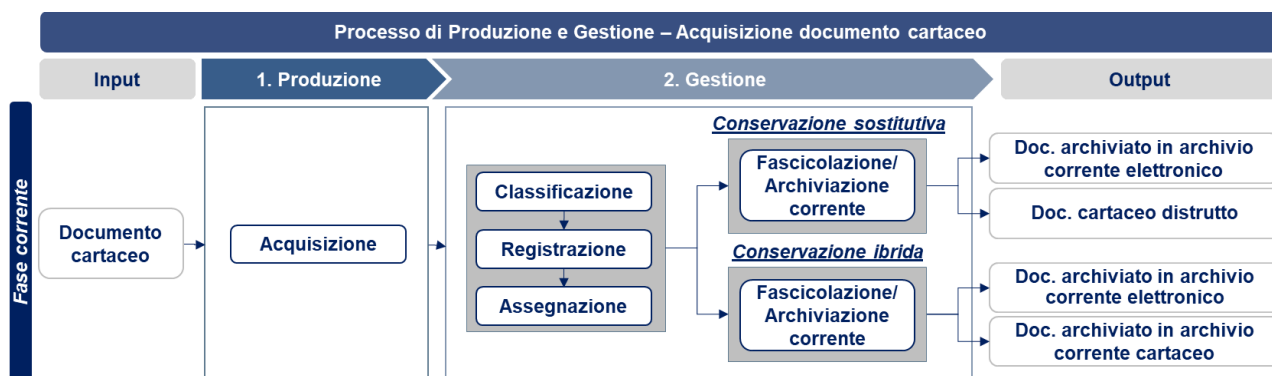 Processo di Produzione e Gestione – Acquisizione documento cartaceo
Input
1. Produzione
2. Gestione
Output
Fase corrente
Documento
cartaceo
Acquisizione
Classificazione
Registrazione
Assegnazione
Conservazione sostitutiva
Fascicolazione/
Archiviazione
corrente
Conservazione ibrida
Fascicolazione/
Archiviazione
corrente
Doc. archiviato in archivio
corrente elettronico
Doc. cartaceo distrutto
Doc. archiviato in archivio
corrente elettronico
Doc. archiviato in archivio
corrente cartaceo